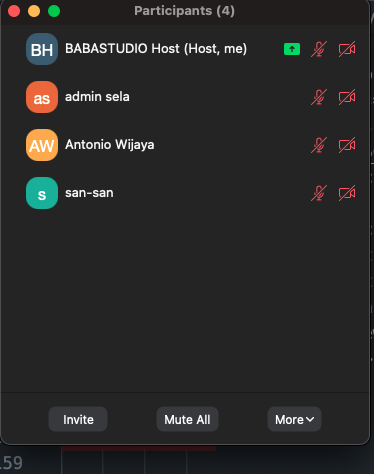 Participants (4)
BH BABASTUDIO Host (Host, me)
as admin sela
AW Antonio Wijaya
s san-san
Invite Mute All More
159